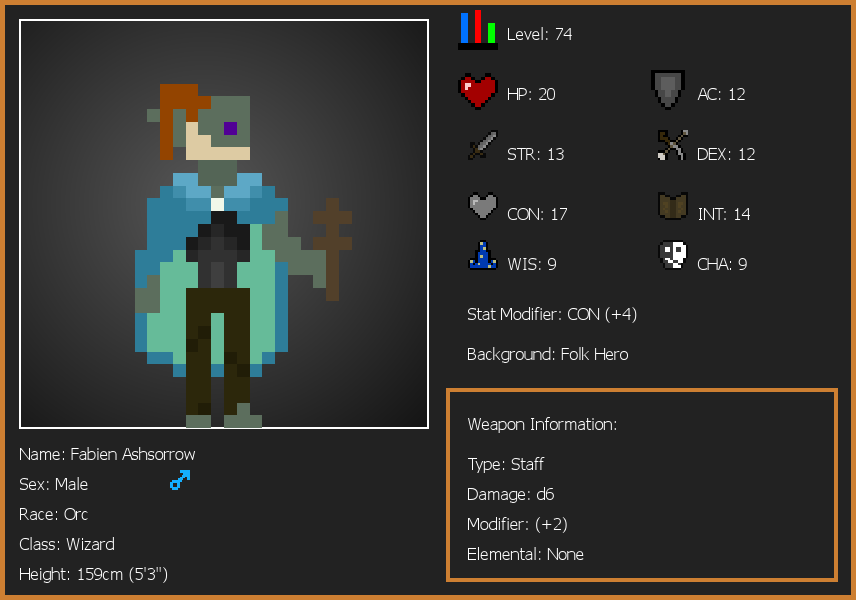 Level: 74
HP: 20
AC: 12
STR: 13
DEX: 12
CON: 17
INT: 14
WIS: 9
CHA: 9
Stat Modifier: CON (+4)
Background: Folk Hero
Weapon Information:
Type: Staff
Damage: d6
Modifier: (+2)
Elemental: None
Name: Fabien Ashsorrow
Sex: Male
Race: Orc
Class: Wizard
Height: 159cm (5'3")